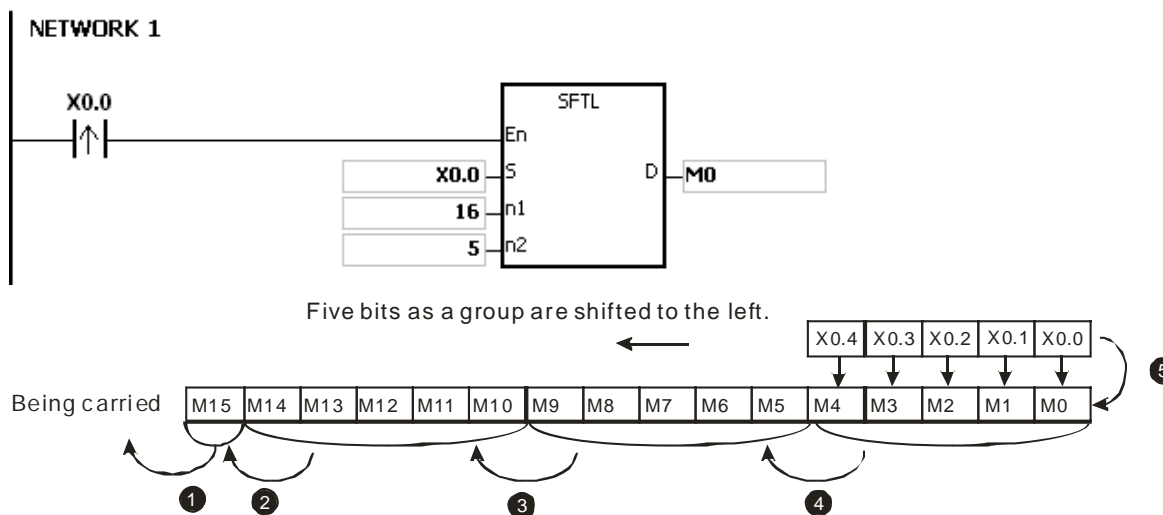 NETWORK 1
X0.0
SFTL
En
X0.0 S D M0
16 n1
5 n2
Five bits as a group are shifted to the left.
X0.4 X0.3 X0.2 X0.1 X0.0
5
Being carried M15 M14 M13 M12 M11 M10 M9 M8 M7 M6 M5 M4 M3 M2 M1 M0
1 2 3 4